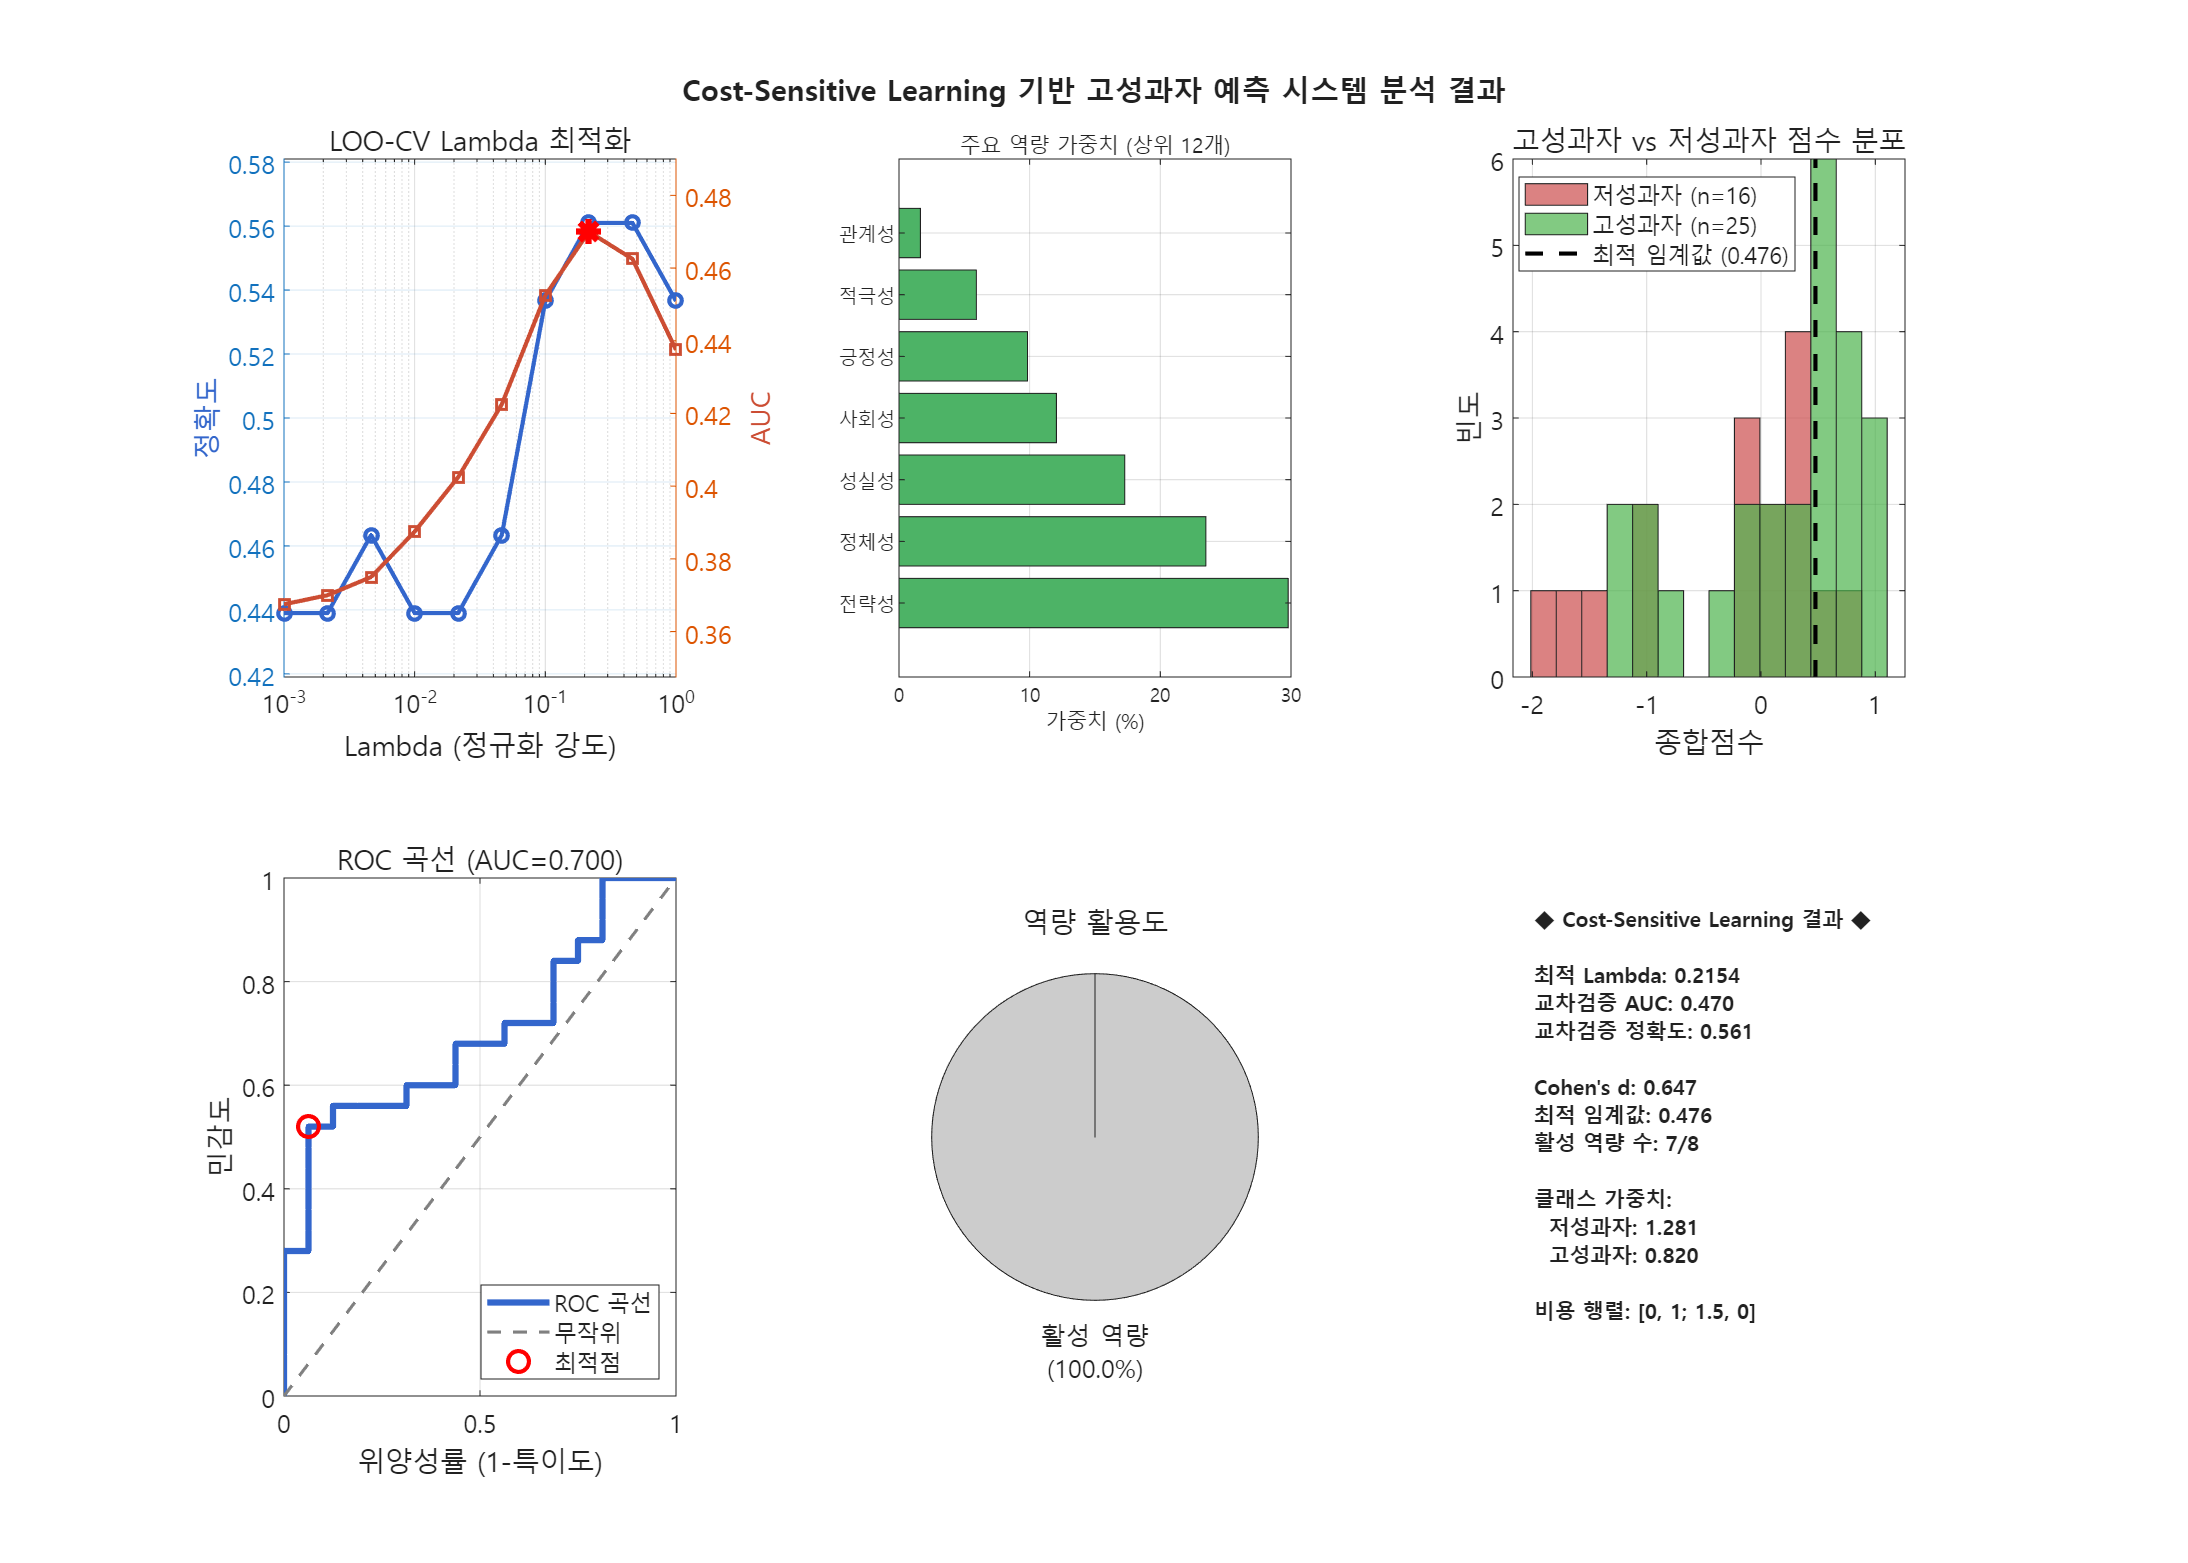 Cost-Sensitive Learning 기반 고성과자 예측 시스템 분석 결과
LOO-CV Lambda 최적화
0.58
0.56
0.54
0.52
0.5
0.48
0.46
0.44
0.42
정확도
0.48
0.46
0.44
0.42
0.4
0.38
0.36
AUC
10-3
10-2
10-1
100
Lambda (정규화 강도)
주요 역량 가중치 (상위 12개)
관계성
적극성
긍정성
사회성
성실성
정체성
전략성
0
10
20
30
가중치 (%)
고성과자 vs 저성과자 점수 분포
저성과자 (n=16)
고성과자 (n=25)
최적 임계값 (0.476)
6
5
4
3
2
1
0
빈도
-2
-1
0
1
종합점수
ROC 곡선 (AUC=0.700)
1
0.8
0.6
0.4
0.2
0
민감도
ROC 곡선
무작위
최적점
0
0.5
1
위양성률 (1-특이도)
역량 활용도
활성 역량
(100.0%)
◆ Cost-Sensitive Learning 결과 ◆
최적 Lambda: 0.2154
교차검증 AUC: 0.470
교차검증 정확도: 0.561
Cohen's d: 0.647
최적 임계값: 0.476
활성 역량 수: 7/8
클래스 가중치:
저성과자: 1.281
고성과자: 0.820
비용 행렬: [0, 1; 1.5, 0]